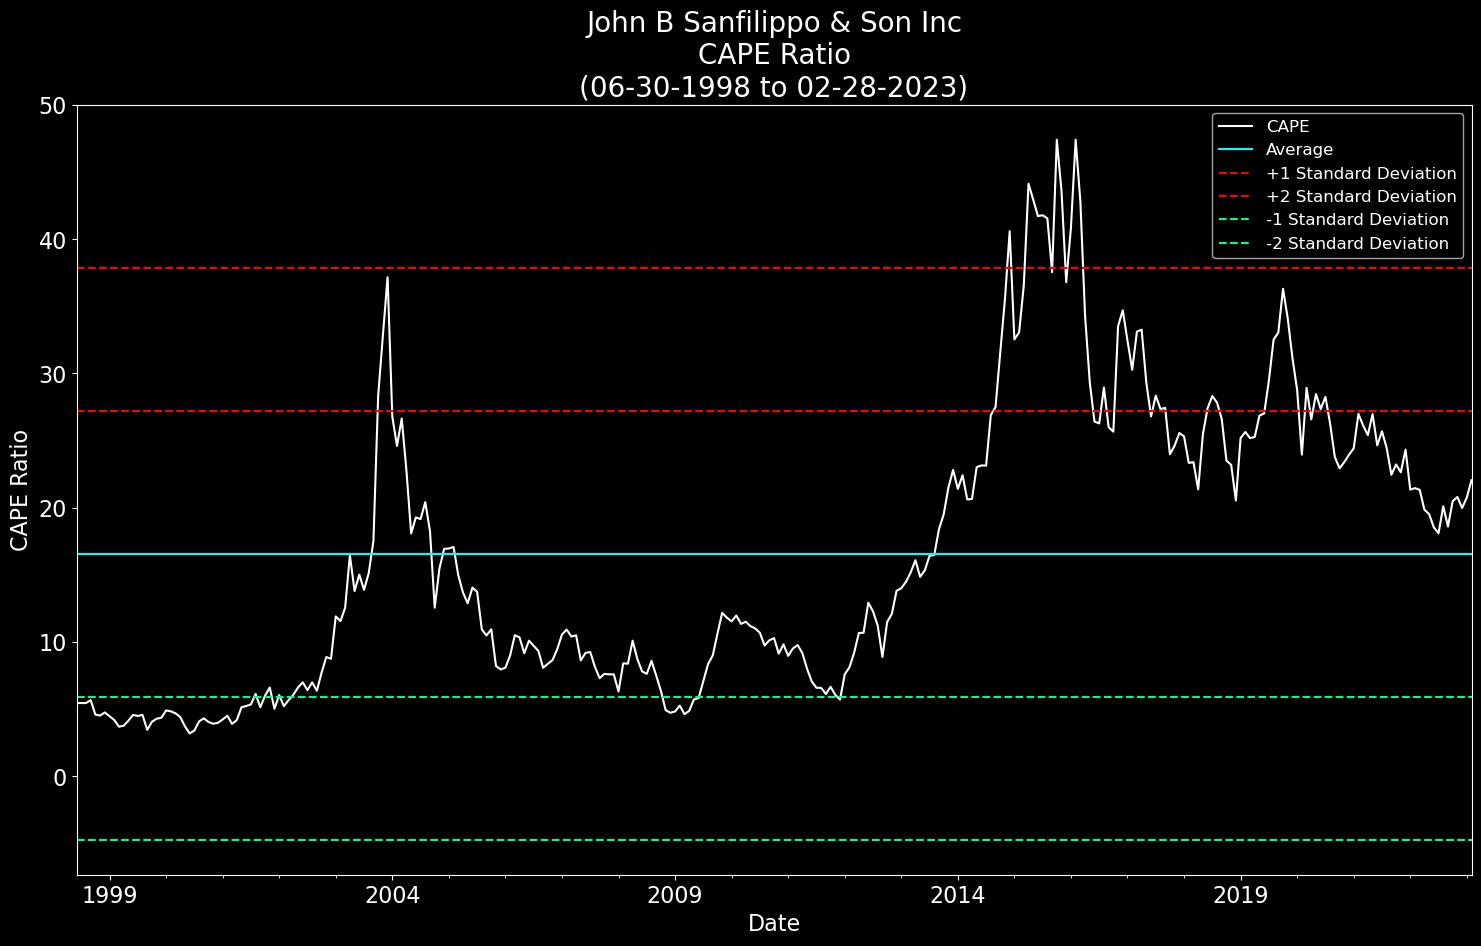 John B Sanfilippo & Son Inc
CAPE Ratio
(06-30-1998 to 02-28-2023)
50
40
30
20
10
0
CAPE Ratio
CAPE
Average
+1 Standard Deviation
+2 Standard Deviation
-1 Standard Deviation
-2 Standard Deviation
1999
2004
2009
2014
2019
Date